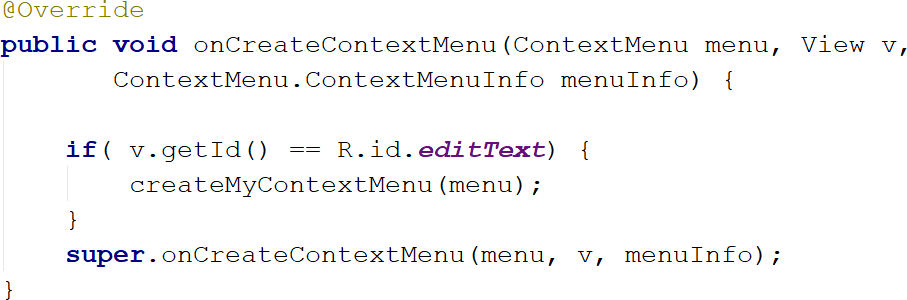 @Override
public void onCreateContextMenu(ContextMenu menu, View v,
        ContextMenu.ContextMenuInfo menuInfo) {

    if( v.getId() == R.id.editText) {
        createMyContextMenu(menu);
    }
    super.onCreateContextMenu(menu, v, menuInfo);
}